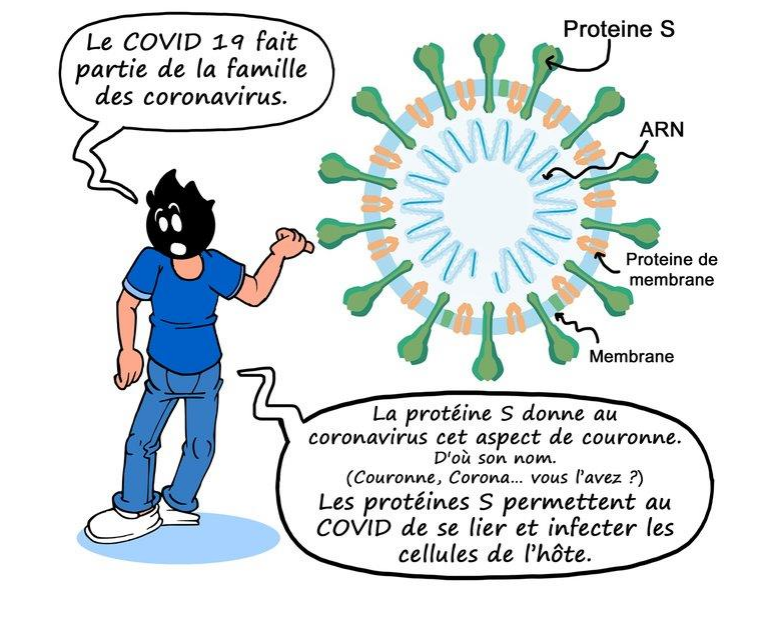 Le COVID 19 fait
partie de la famille
des coronavirus.
Proteine S
ARN
Proteine de
membrane
Membrane
La protéine S donne au
coronavirus cet aspect de couronne.
D'où son nom.
(Couronne, Corona... vous l'avez ?)
Les protéines S permettent au
COVID de se lier et infecter les
cellules de l'hôte.